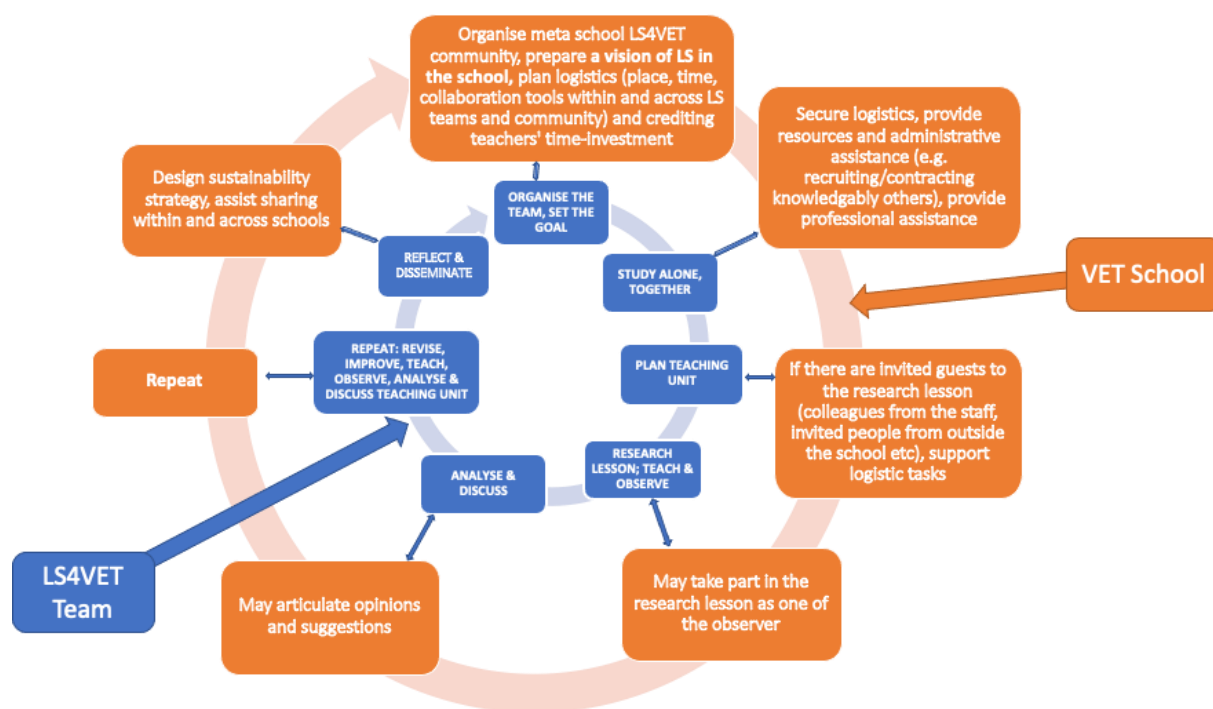 Organise meta school LS4VET
community, prepare a vision of LS in
the school, plan logistics (place, time,
collaboration tools within and across LS
teams and community) and crediting
teachers' time-investment
Secure logistics, provide
resources and administrative
assistance (e.g.
recruiting/contracting
knowledgably others), provide
professional assistance
Design sustainability
strategy, assist sharing
within and across schools
ORGANISE THE
TEAM, SET THE
GOAL
REFLECT &
DISSEMINATE
STUDY ALONE,
TOGETHER
VET School
Repeat
REPEAT: REVISE,
IMPROVE, TEACH,
OBSERVE, ANALYSE &
DISCUSS TEACHING UNIT
PLAN TEACHING
UNIT
If there are invited guests to
the research lesson
(colleagues from the staff,
invited people from outside
the school etc), support
logistic tasks
ANALYSE &
DISCUSS
RESEARCH
LESSON; TEACH &
OBSERVE
LS4VET
Team
May articulate opinions
and suggestions
May take part in the
research lesson as one of
the observer